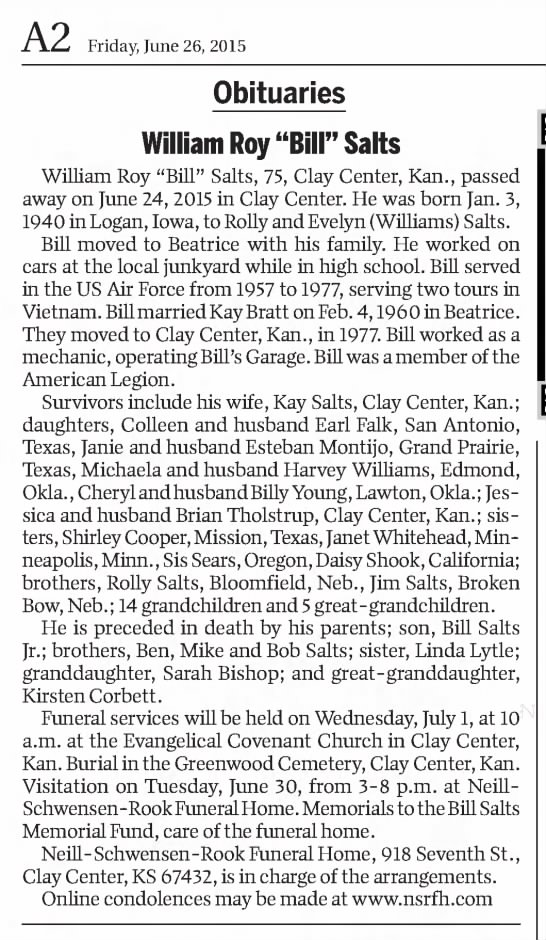 A2 Friday, June 26, 2015
Obituaries
William Roy “Bill” Salts
William Roy “Bill” Salts, 75, Clay Center, Kan., passed
away on June 24, 2015 in Clay Center. He was born Jan. 3,
1940 in Logan, Iowa, to Rolly and Evelyn (Williams) Salts.
Bill moved to Beatrice with his family. He worked on
cars at the local junkyard while in high school. Bill served
in the US Air Force from 1957 to 1977, serving two tours in
Vietnam. Bill married Kay Bratt on Feb. 4, 1960 in Beatrice.
They moved to Clay Center, Kan., in 1977. Bill worked as a
mechanic, operating Bill’s Garage. Bill was a member of the
American Legion.
Survivors include his wife, Kay Salts, Clay Center, Kan.;
daughters, Colleen and husband Earl Falk, San Antonio,
Texas, Janie and husband Esteban Montijo, Grand Prairie,
Texas, Michaela and husband Harvey Williams, Edmond,
Okla., Cheryl and husband Billy Young, Lawton, Okla.; Jes-
sica and husband Brian Tholstrup, Clay Center, Kan.; sis-
ters, Shirley Cooper, Mission, Texas, Janet Whitehead, Min-
neapolis, Minn., Sis Sears, Oregon, Daisy Shook, California;
brothers, Rolly Salts, Bloomfield, Neb., Jim Salts, Broken
Bow, Neb.; 14 grandchildren and 5 great-grandchildren.
He is preceded in death by his parents; son, Bill Salts
Jr.; brothers, Ben, Mike and Bob Salts; sister, Linda Lytle;
granddaughter, Sarah Bishop; and great-granddaughter,
Kirsten Corbett.
Funeral services will be held on Wednesday, July 1, at 10
a.m. at the Evangelical Covenant Church in Clay Center,
Kan. Burial in the Greenwood Cemetery, Clay Center, Kan.
Visitation on Tuesday, June 30, from 3-8 p.m. at Neill-
Schwensen-Rook Funeral Home. Memorials to the Bill Salts
Memorial Fund, care of the funeral home.
Neill-Schwensen-Rook Funeral Home, 918 Seventh St.,
Clay Center, KS 67432, is in charge of the arrangements.
Online condolences may be made at www.nsrfh.com